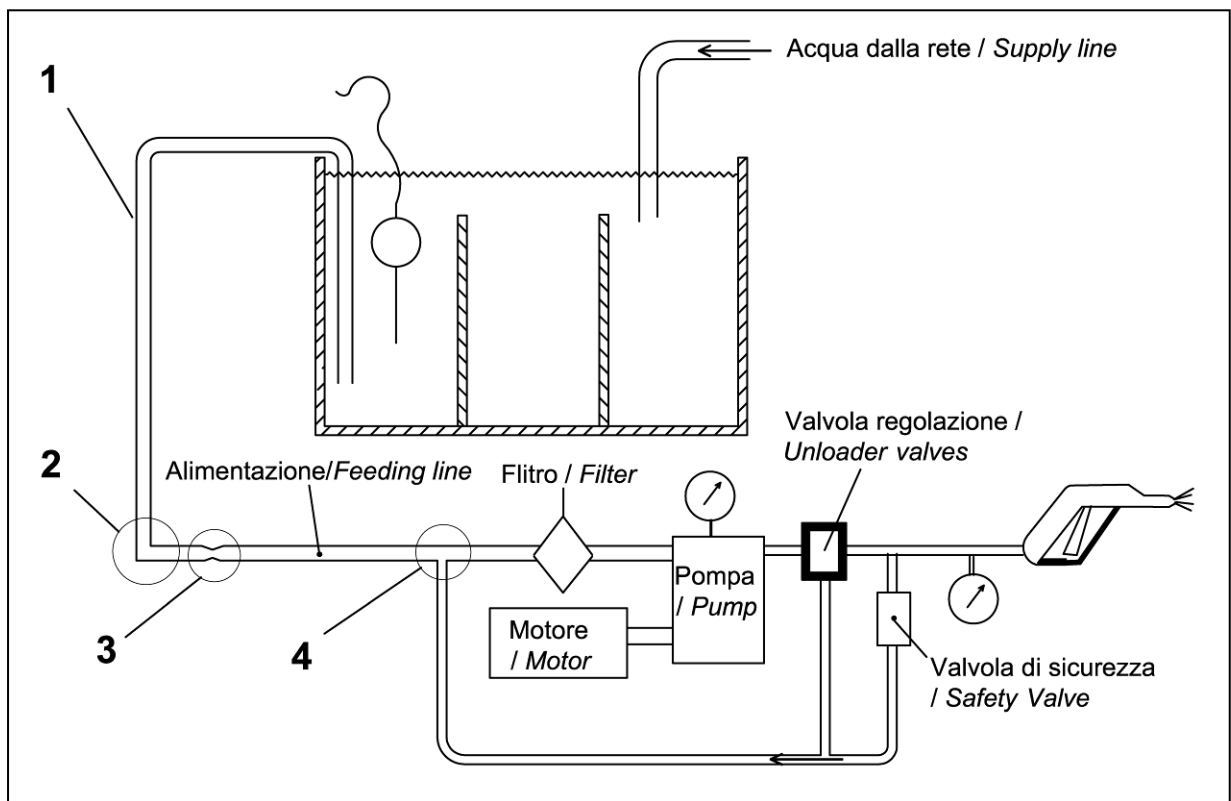 Acqua dalla rete / Supply line
1
Valvola regolazione /
Unloader valves
2
Alimentazione/Feeding line
Flitro / Filter
Pompa
/ Pump
3
4
Motore
/ Motor
Valvola di sicurezza
/ Safety Valve